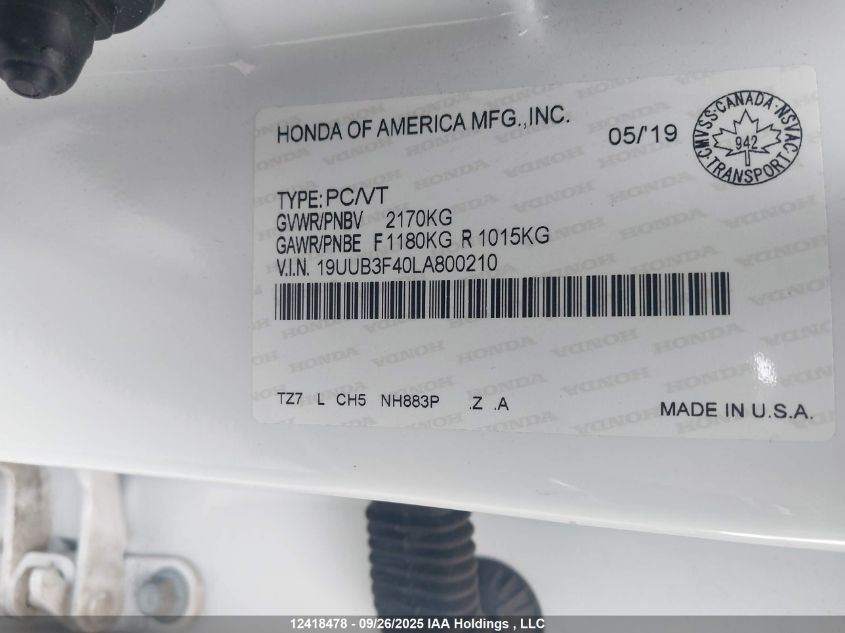 HONDA OF AMERICA MFG.,INC.
05/'19
CMVSS·CANADA·NSVAC
942
·TRANSPORT·
TYPE: PC/VT
GVWR/PNBV 2170KG
GAWR/PNBE F 1180KG R 1015KG
V.I.N. 19UUB3F40LA800210
TZ7 L CH5 NH883P .Z .A
MADE IN U.S.A.
12418478 - 09/26/2025 IAA Holdings , LLC